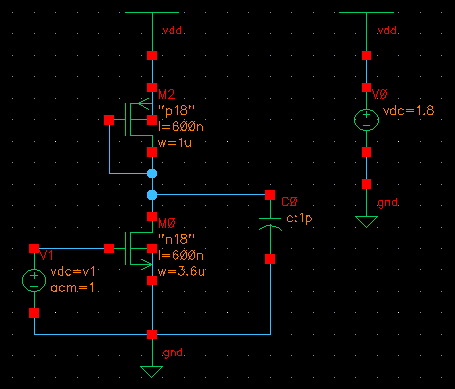 vdd.
vdd.
M2
"p18"
l=600n
w=1u
V0
vdc=1.8
C0
c:1p
gnd.
M0
"n18"
l=600n
w=3.6u
V1
vdc=v1
acm=1
gnd.